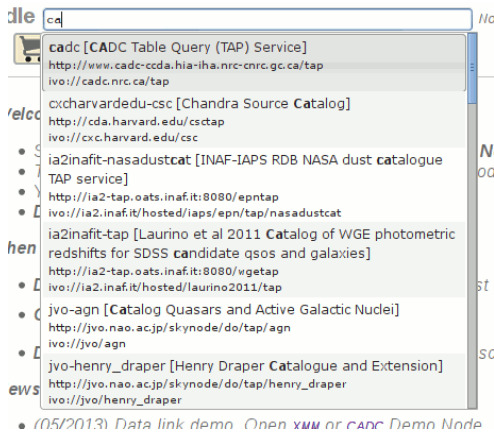 dle ca
cadc [CADC Table Query (TAP) Service]
http://www.cadc-ccda.hia-iha.nrc-cnrc.gc.ca/tap
ivo://cadc.nrc.ca/tap
cxcharvardedu-csc [Chandra Source Catalog]
http://cda.harvard.edu/csctap
ivo://cxc.harvard.edu/csc
ia2inafit-nasadustcat [INAF-IAPS RDB NASA dust catalogue
TAP service]
http://ia2-tap.oats.inaf.it:8080/epntap
ivo://ia2.inaf.it/hosted/iaps/epn/tap/nasadustcat
ia2inafit-tap [Laurino et al 2011 Catalog of WGE photometric
redshifts for SDSS candidate qsos and galaxies]
http://ia2-tap.oats.inaf.it:8080/wgetap
ivo://ia2.inaf.it/hosted/laurino2011/tap
jvo-agn [Catalog Quasars and Active Galactic Nuclei]
http://jvo.nao.ac.jp/skynode/do/tap/agn
ivo://jvo/agn
jvo-henry_draper [Henry Draper Catalogue and Extension]
http://jvo.nao.ac.jp/skynode/do/tap/henry_draper
ivo://jvo/henry_draper
ews
(05/2013) Data link demo. Open XMM or CADC Demo Node